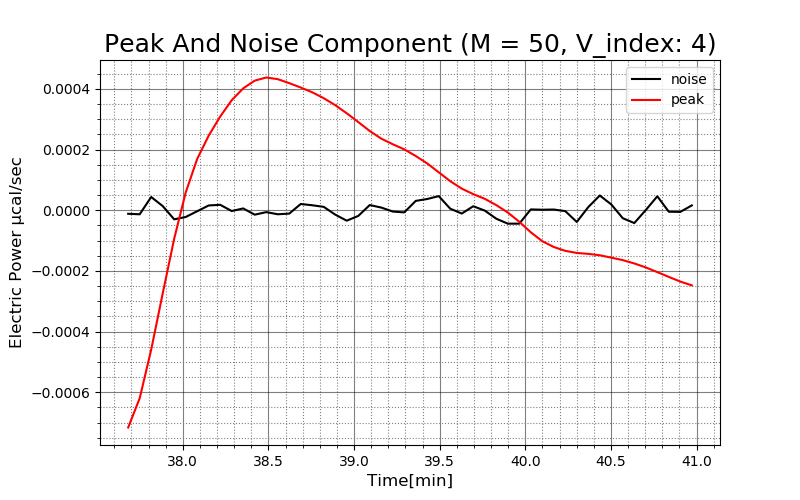 Peak And Noise Component (M = 50, V_index: 4)
noise
peak
Electric Power μcal/sec
0.0004
0.0002
0.0000
−0.0002
−0.0004
−0.0006
38.0 38.5 39.0 39.5 40.0 40.5 41.0
Time[min]